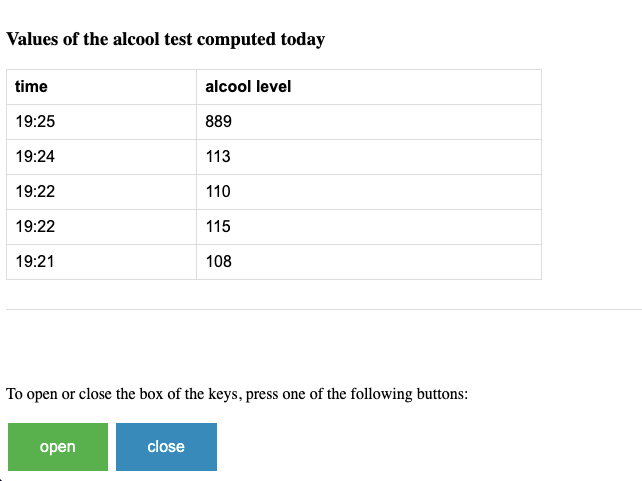 Values of the alcool test computed today
time alcool level
19:25 889
19:24 113
19:22 110
19:22 115
19:21 108
To open or close the box of the keys, press one of the following buttons:
open close